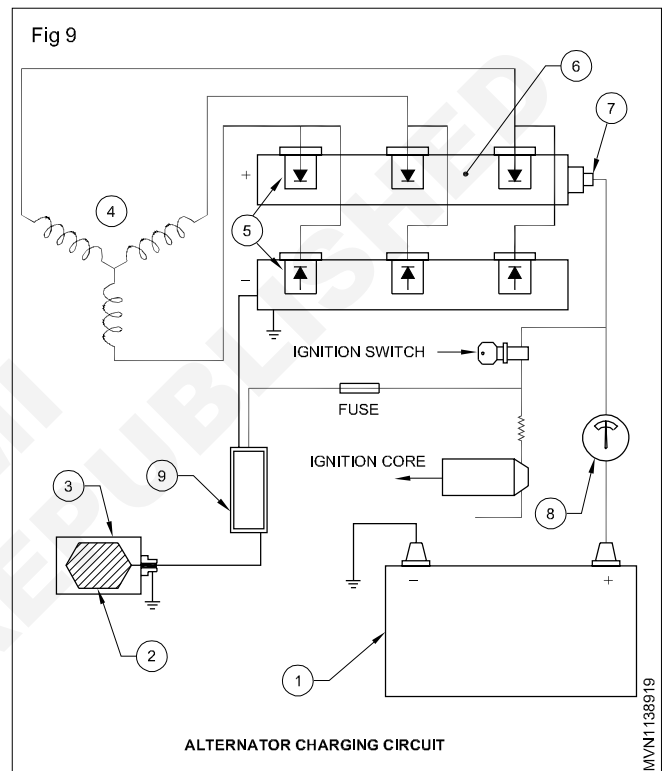 Fig 9
6
7
4
+
5
−
IGNITION SWITCH
FUSE
IGNITION CORE
9
8
3
− +
2
1
ALTERNATOR CHARGING CIRCUIT
MVN1138919
REPUBLISHED